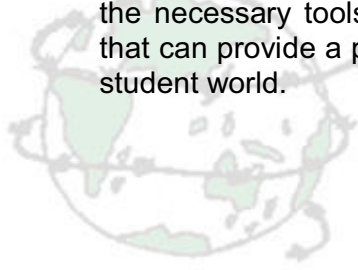 the necessary tools
that can provide a p
student world.